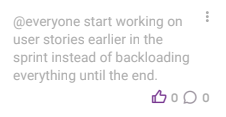 @everyone start working on
user stories earlier in the
sprint instead of backloading
everything until the end.
0 0